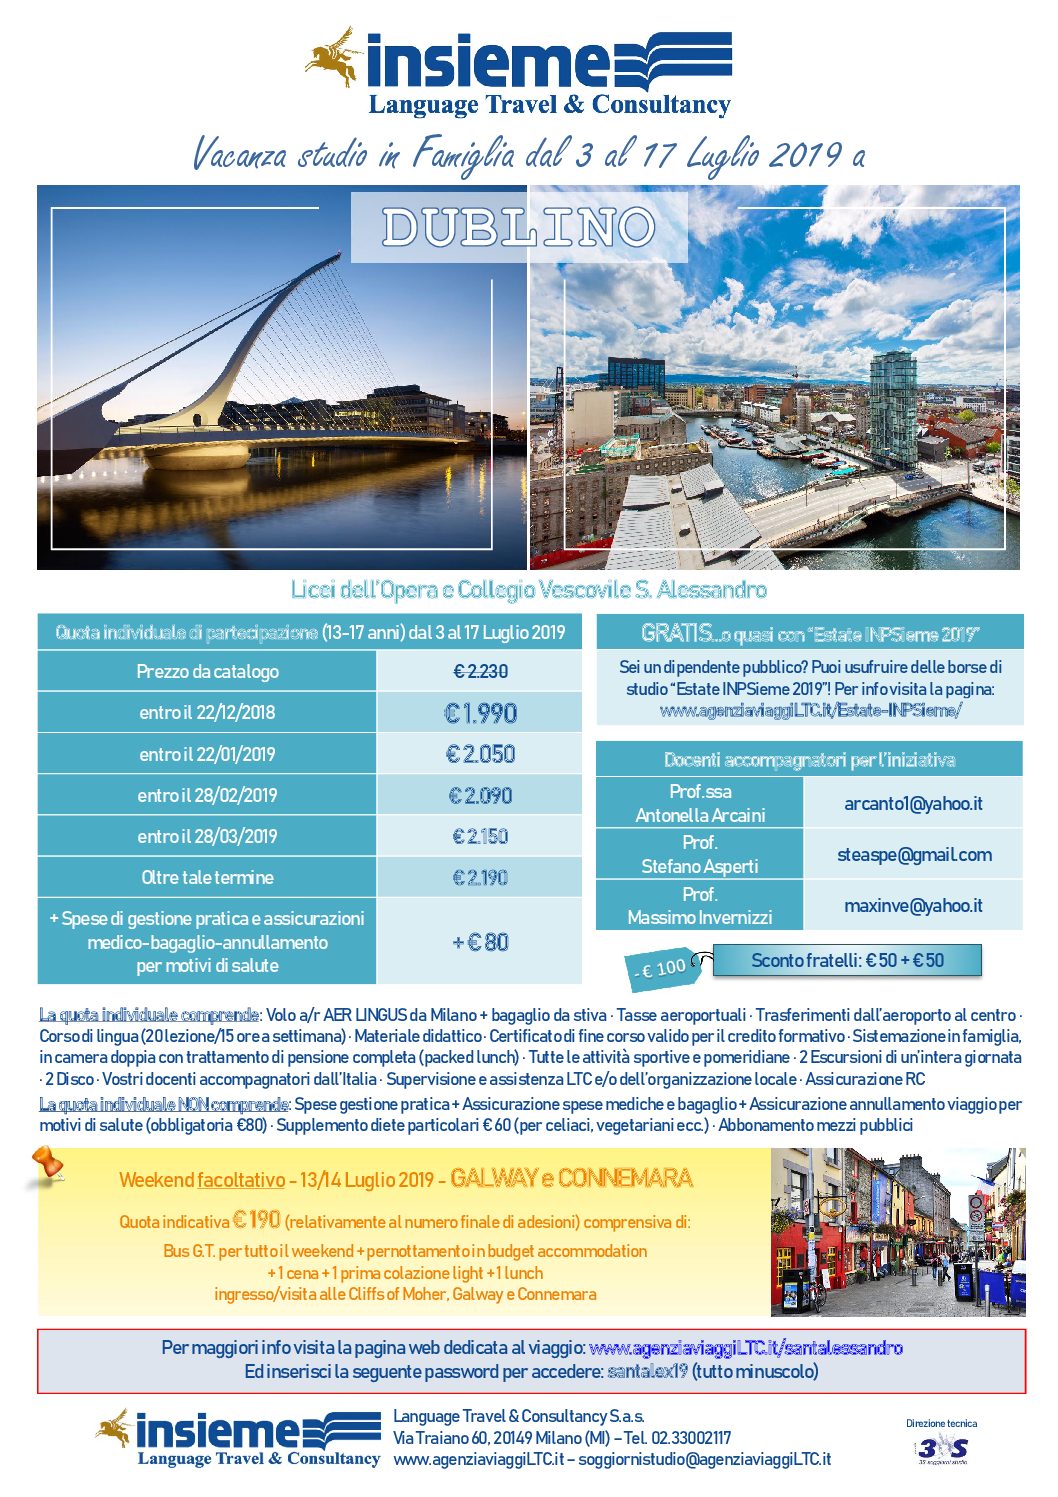 insieme
Language Travel & Consultancy
Vacanza studio in Famiglia dal 3 al 17 Luglio 2019 a
DUBLINO
Licei dell'Opera e Collegio Vescovile S. Alessandro
Quota individuale di partecipazione (13-17 anni) dal 3 al 17 Luglio 2019
Prezzo da catalogo € 2.230
entro il 22/12/2018 € 1.990
entro il 22/01/2019 € 2.050
entro il 28/02/2019 € 2.090
entro il 28/03/2019 € 2.150
Oltre tale termine € 2.190
+ Spese di gestione pratica e assicurazioni
medico-bagaglio-annullamento
per motivi di salute
+ € 80
GRATIS...o quasi con "Estate INPSieme 2019"
Sei un dipendente pubblico? Puoi usufruire delle borse di
studio "Estate INPSieme 2019"! Per info visita la pagina:
www.agenziaviaggiLTC.it/Estate-INPSieme/
Docenti accompagnatori per l'iniziativa
Prof.ssa
Antonella Arcaini
arcanto1@yahoo.it
Prof.
Stefano Asperti
steaspe@gmail.com
Prof.
Massimo Invernizzi
maxinve@yahoo.it
- € 100
Sconto fratelli: € 50 + € 50
La quota individuale comprende: Volo a/r AER LINGUS da Milano + bagaglio da stiva · Tasse aeroportuali · Trasferimenti dall'aeroporto al centro ·
Corso di lingua (20 lezione/15 ore a settimana) · Materiale didattico · Certificato di fine corso valido per il credito formativo · Sistemazione in famiglia,
in camera doppia con trattamento di pensione completa (packed lunch) · Tutte le attività sportive e pomeridiane · 2 Escursioni di un'intera giornata
· 2 Disco · Vostri docenti accompagnatori dall'Italia · Supervisione e assistenza LTC e/o dell'organizzazione locale · Assicurazione RC
La quota individuale NON comprende: Spese gestione pratica + Assicurazione spese mediche e bagaglio + Assicurazione annullamento viaggio per
motivi di salute (obbligatoria €80) · Supplemento diete particolari € 60 (per celiaci, vegetariani ecc.) · Abbonamento mezzi pubblici
Weekend facoltativo - 13/14 Luglio 2019 - GALWAY e CONNEMARA
Quota indicativa € 190 (relativamente al numero finale di adesioni) comprensiva di:
Bus G.T. per tutto il weekend + pernottamento in budget accommodation
+ 1 cena + 1 prima colazione light + 1 lunch
ingresso/visita alle Cliffs of Moher, Galway e Connemara
Per maggiori info visita la pagina web dedicata al viaggio: www.agenziaviaggiLTC.it/santalessandro
Ed inserisci la seguente password per accedere: santalex19 (tutto minuscolo)
insieme
Language Travel & Consultancy
Language Travel & Consultancy S.a.s.
Via Traiano 60, 20149 Milano (MI) – Tel. 02.33002117
www.agenziaviaggiLTC.it – soggiornistudio@agenziaviaggiLTC.it
Direzione tecnica
3S
3S soggiorni studio